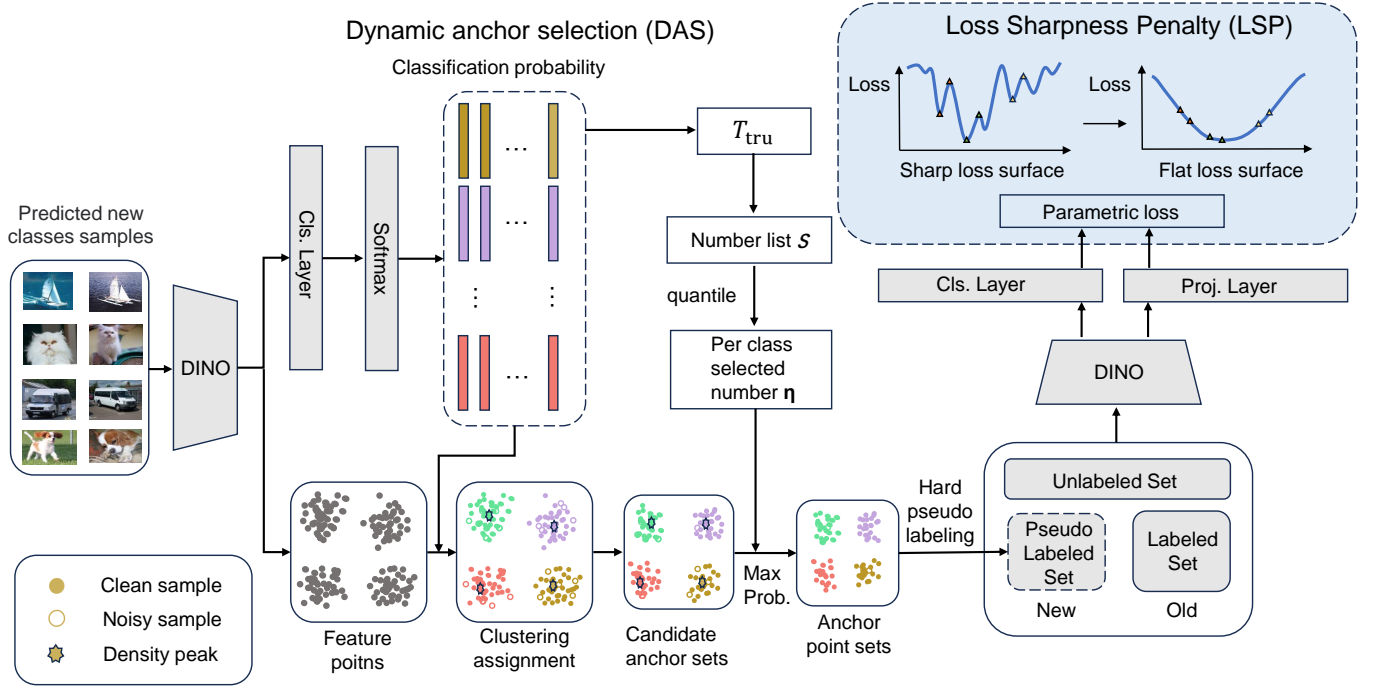 Dynamic anchor selection (DAS)
Classification probability
Loss Sharpness Penalty (LSP)
Loss
Sharp loss surface
Loss
Flat loss surface
Parametric loss
Predicted new
classes samples
DINO
Cls. Layer
Softmax
...
...
⋮
⋮
...
T_tru
Number list S
quantile
Per class
selected
number η
Cls. Layer
Proj. Layer
DINO
Unlabeled Set
Pseudo
Labeled
Set
Labeled
Set
New
Old
Hard
pseudo
labeling
Max
Prob.
Feature
poitns
Clustering
assignment
Candidate
anchor sets
Anchor
point sets
Clean sample
Noisy sample
Density peak